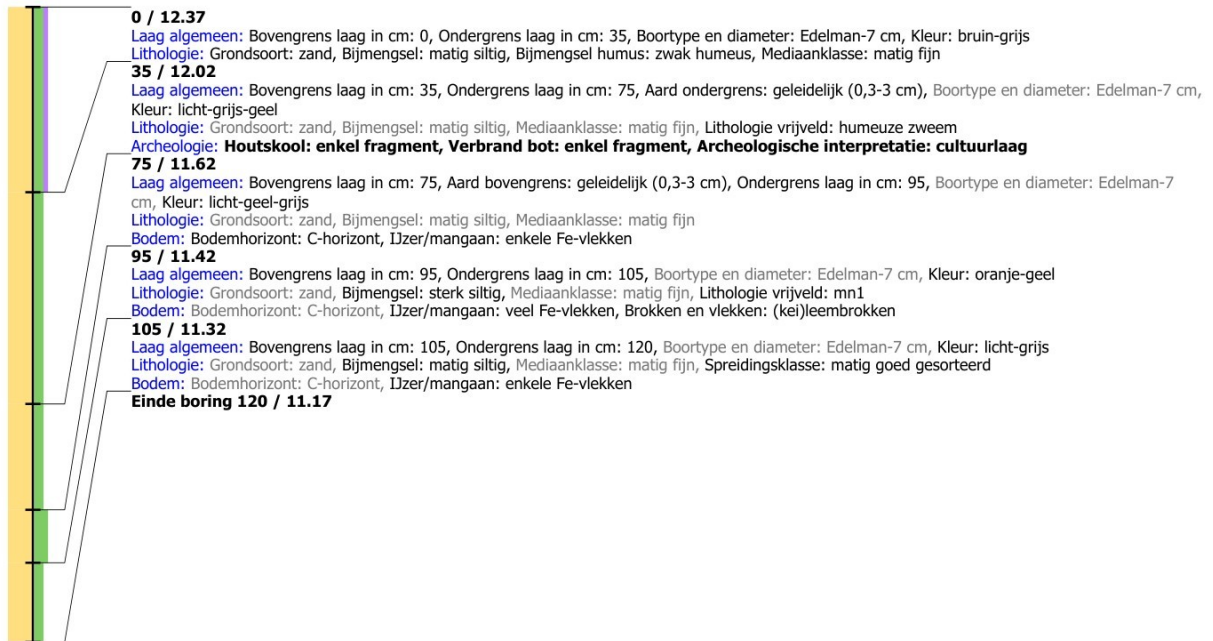 0 / 12.37
Laag algemeen: Bovengrens laag in cm: 0, Ondergrens laag in cm: 35, Boortype en diameter: Edelman-7 cm, Kleur: bruin-grijs
Lithologie: Grondsoort: zand, Bijmengsel: matig siltig, Bijmengsel humus: zwak humeus, Mediaanklasse: matig fijn
35 / 12.02
Laag algemeen: Bovengrens laag in cm: 35, Ondergrens laag in cm: 75, Aard ondergrens: geleidelijk (0,3-3 cm), Boortype en diameter: Edelman-7 cm,
Kleur: licht-grijs-geel
Lithologie: Grondsoort: zand, Bijmengsel: matig siltig, Mediaanklasse: matig fijn, Lithologie vrijveld: humeuze zweem
Archeologie: Houtskool: enkel fragment, Verbrand bot: enkel fragment, Archeologische interpretatie: cultuurlaag
75 / 11.62
Laag algemeen: Bovengrens laag in cm: 75, Aard bovengrens: geleidelijk (0,3-3 cm), Ondergrens laag in cm: 95, Boortype en diameter: Edelman-7
cm, Kleur: licht-geel-grijs
Lithologie: Grondsoort: zand, Bijmengsel: matig siltig, Mediaanklasse: matig fijn
Bodem: Bodemhorizont: C-horizont, IJzer/mangaan: enkele Fe-vlekken
95 / 11.42
Laag algemeen: Bovengrens laag in cm: 95, Ondergrens laag in cm: 105, Boortype en diameter: Edelman-7 cm, Kleur: oranje-geel
Lithologie: Grondsoort: zand, Bijmengsel: sterk siltig, Mediaanklasse: matig fijn, Lithologie vrijveld: mn1
Bodem: Bodemhorizont: C-horizont, IJzer/mangaan: veel Fe-vlekken, Brokken en vlekken: (kei)leembrokken
105 / 11.32
Laag algemeen: Bovengrens laag in cm: 105, Ondergrens laag in cm: 120, Boortype en diameter: Edelman-7 cm, Kleur: licht-grijs
Lithologie: Grondsoort: zand, Bijmengsel: matig siltig, Mediaanklasse: matig fijn, Spreidingsklasse: matig goed gesorteerd
Bodem: Bodemhorizont: C-horizont, IJzer/mangaan: enkele Fe-vlekken
Einde boring 120 / 11.17